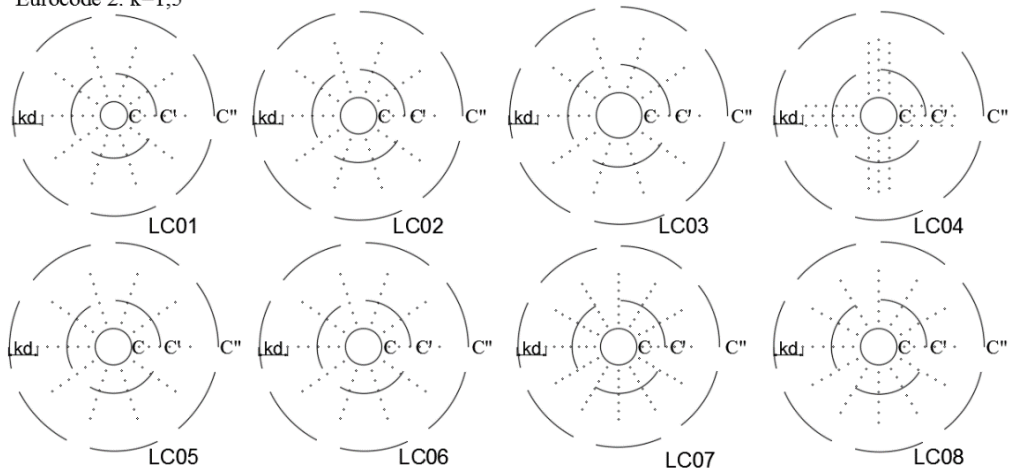 Eurocode 2: k=1,5
kd C C' C" kd C C' C" kd C C' C" kd C C' C"
LC01 LC02 LC03 LC04
kd C C' C" kd C C' C" kd C C' C" kd C C' C"
LC05 LC06 LC07 LC08